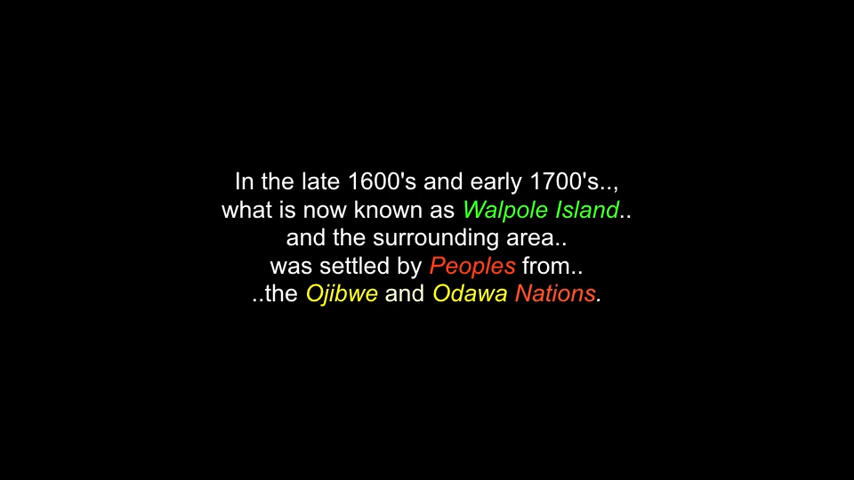 In the late 1600's and early 1700's..,
what is now known as Walpole Island..
and the surrounding area..
was settled by Peoples from..
..the Ojibwe and Odawa Nations.